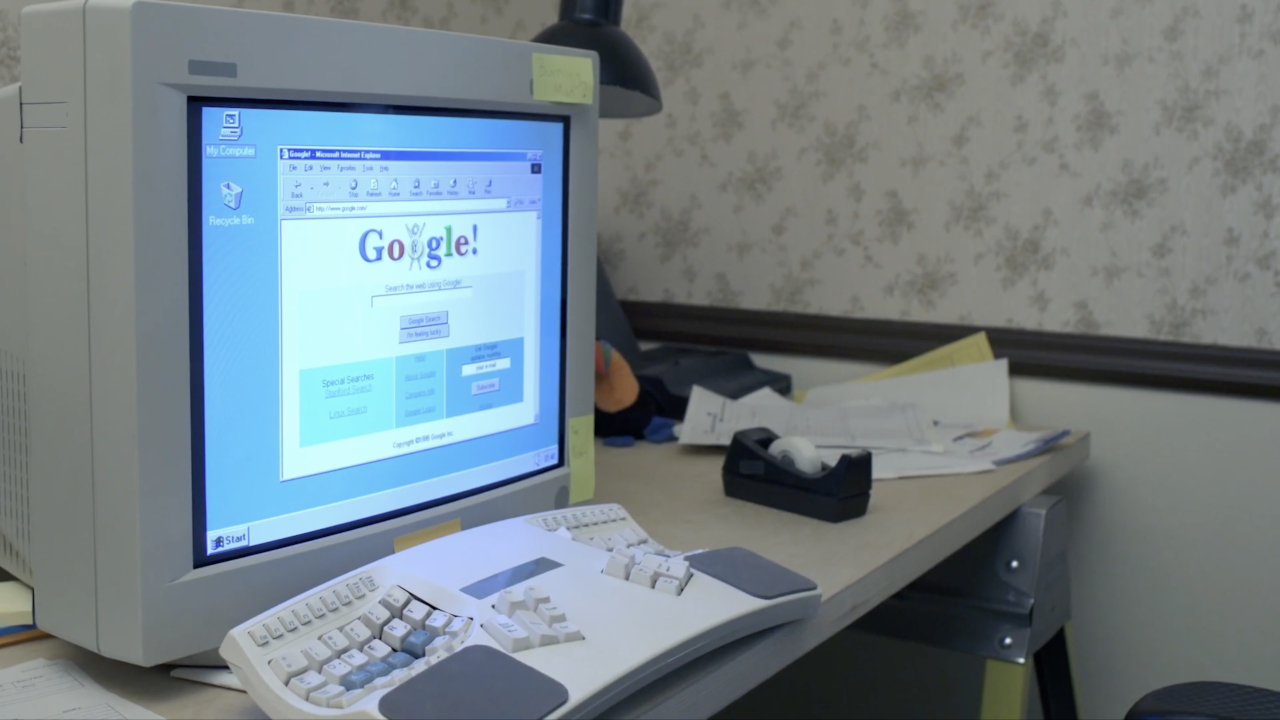 My Computer
Recycle Bin
Google! - Microsoft Internet Explorer
File Edit View Favorites Tools Help
Back Stop Refresh Home Search Favorites History Mail Print
Address http://www.google.com/
Google!
Search the web using Google!
Google Search
I'm feeling lucky
Special Searches
Stanford Search
Linux Search
Help
About Google!
Company Info
Google! Logos
Get Google!
updates monthly
your e-mail
Subscribe
Copyright ©1998 Google Inc.
Start